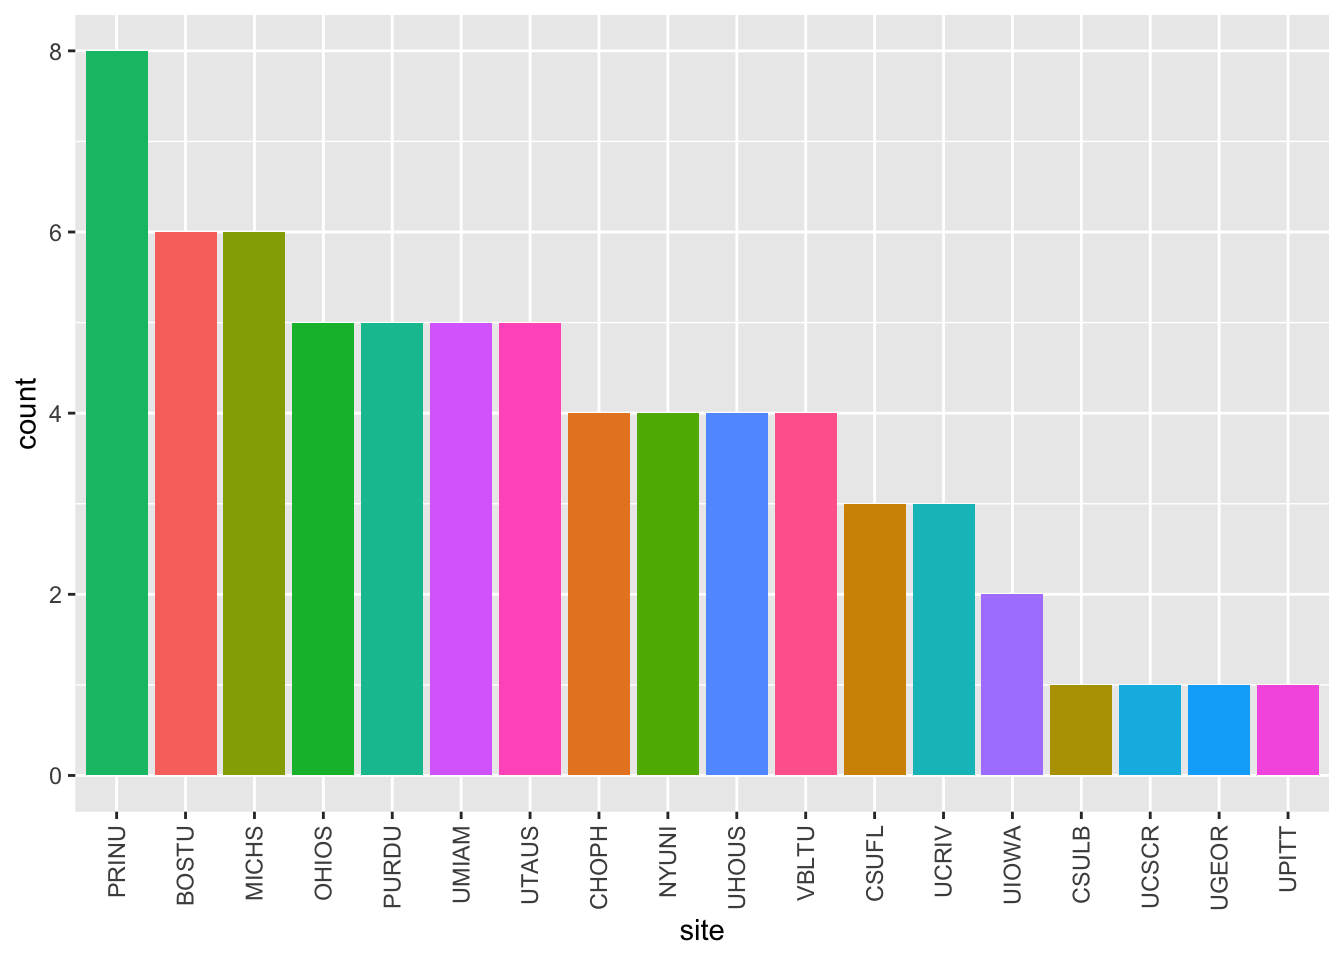 8
6
4
2
0
count
PRINU
BOSTU
MICHS
OHIOS
PURDU
UMIAM
UTAUS
CHOPH
NYUNI
UHOUS
VBLTU
CSUFL
UCRIV
UIOWA
CSULB
UCSCR
UGEOR
UPITT
site